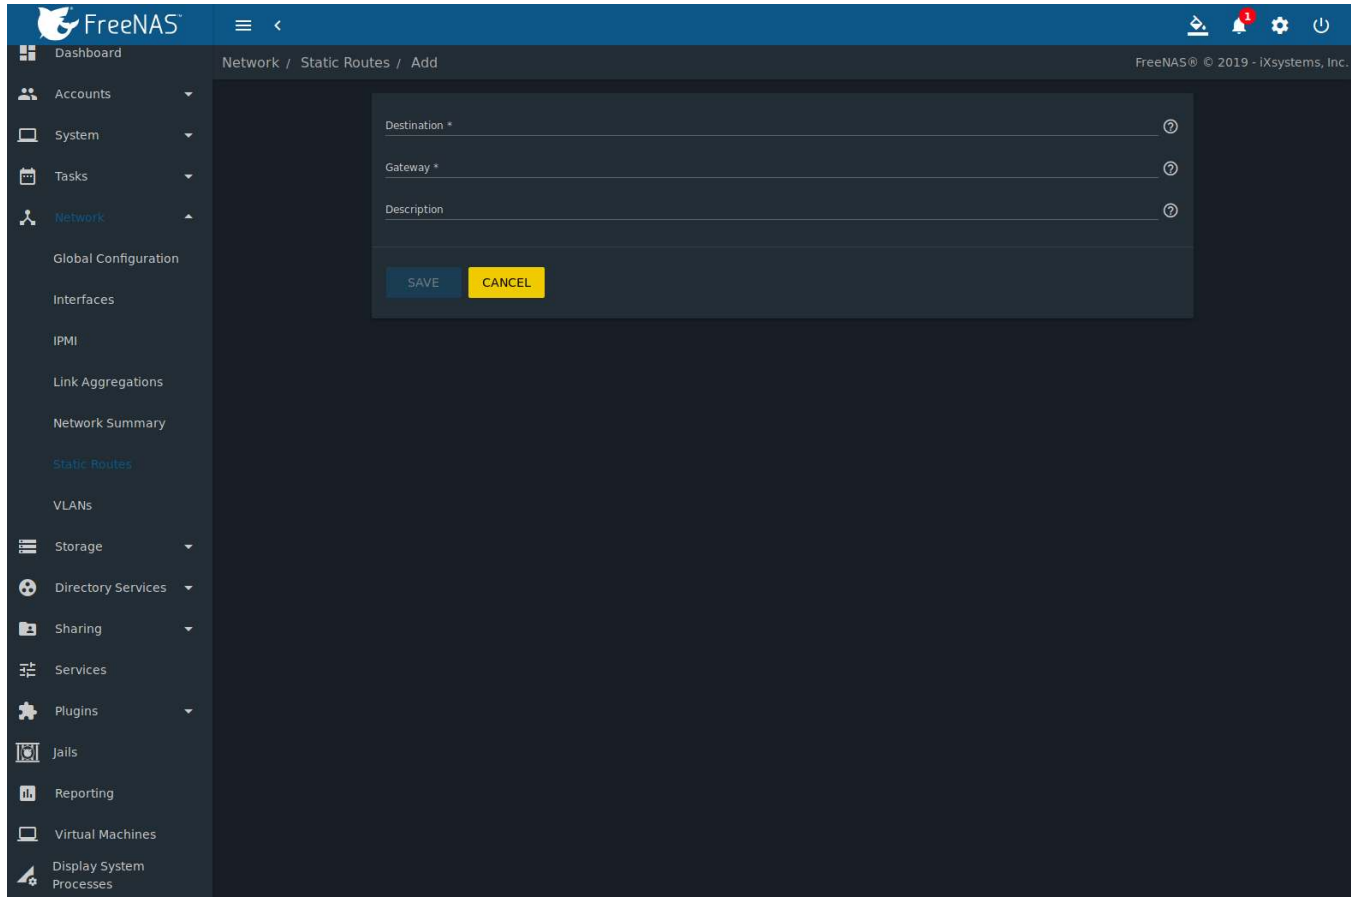 FreeNAS
1
Dashboard
Network / Static Routes / Add
FreeNAS® © 2019 - iXsystems, Inc.
Accounts
System
Tasks
Network
Global Configuration
Interfaces
IPMI
Link Aggregations
Network Summary
Static Routes
VLANs
Storage
Directory Services
Sharing
Services
Plugins
Jails
Reporting
Virtual Machines
Display System
Processes
Destination *
Gateway *
Description
SAVE
CANCEL